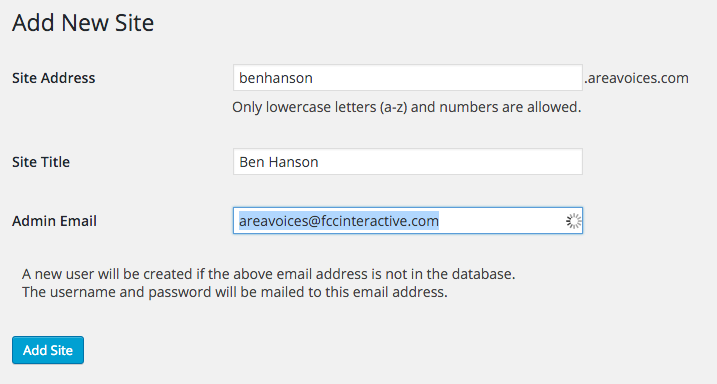 Add New Site
Site Address benhanson .areavoices.com
Only lowercase letters (a-z) and numbers are allowed.
Site Title Ben Hanson
Admin Email areavoices@fccinteractive.com
A new user will be created if the above email address is not in the database.
The username and password will be mailed to this email address.
Add Site